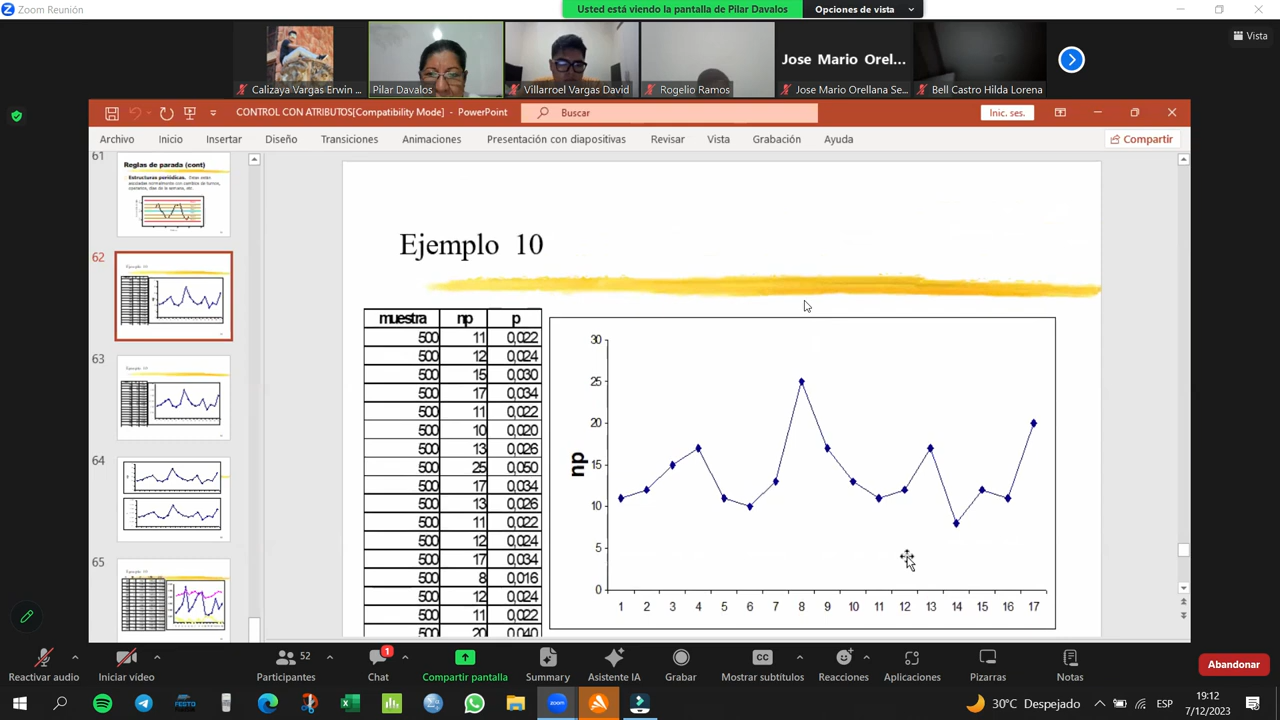 Zoom Reunión
Usted está viendo la pantalla de Pilar Davalos
Opciones de vista
Vista
Calizaya Vargas Erwin ...
Pilar Davalos
Villarroel Vargas David
Rogelio Ramos
Jose Mario Orel...
Jose Mario Orellana Se...
Bell Castro Hilda Lorena
CONTROL CON ATRIBUTOS[Compatibility Mode] - PowerPoint
Buscar
Inic. ses.
Archivo Inicio Insertar Diseño Transiciones Animaciones Presentación con diapositivas Revisar Vista Grabación Ayuda
Compartir
61
Reglas de parada (cont)
Estructuras periódicas.
62
63
64
65
Ejemplo 10
muestra np p
500 11 0,022
500 12 0,024
500 15 0,030
500 17 0,034
500 11 0,022
500 10 0,020
500 13 0,026
500 25 0,050
500 17 0,034
500 13 0,026
500 11 0,022
500 12 0,024
500 17 0,034
500 8 0,016
500 12 0,024
500 11 0,022
500 20 0,040
np
30
25
20
15
10
5
0
1 2 3 4 5 6 7 8 9 10 11 12 13 14 15 16 17
Reactivar audio
Iniciar video
52
Participantes
1
Chat
Compartir pantalla
Summary
Asistente IA
Grabar
CC
Mostrar subtítulos
Reacciones
Aplicaciones
Pizarras
Notas
Abandonar
FESTO
zoom
30°C Despejado
ESP
19:12
7/12/2023